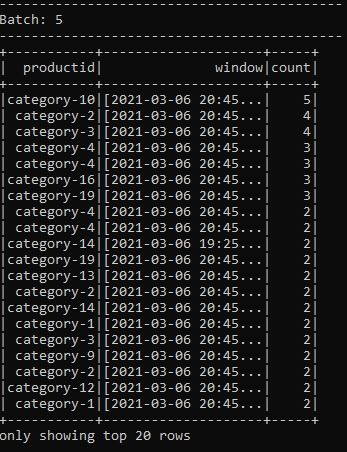 -------------------------------------------
Batch: 5
-------------------------------------------
+-----------+--------------------+-----+
|  productid|              window|count|
+-----------+--------------------+-----+
|category-10|[2021-03-06 20:45...|    5|
| category-2|[2021-03-06 20:45...|    4|
| category-3|[2021-03-06 20:45...|    4|
| category-4|[2021-03-06 20:45...|    3|
| category-4|[2021-03-06 20:45...|    3|
|category-16|[2021-03-06 20:45...|    3|
|category-19|[2021-03-06 20:45...|    3|
| category-4|[2021-03-06 20:45...|    2|
| category-4|[2021-03-06 20:45...|    2|
|category-14|[2021-03-06 19:25...|    2|
|category-19|[2021-03-06 20:45...|    2|
|category-13|[2021-03-06 20:45...|    2|
| category-2|[2021-03-06 20:45...|    2|
|category-14|[2021-03-06 20:45...|    2|
| category-1|[2021-03-06 20:45...|    2|
| category-3|[2021-03-06 20:45...|    2|
| category-9|[2021-03-06 20:45...|    2|
| category-2|[2021-03-06 20:45...|    2|
|category-12|[2021-03-06 20:45...|    2|
| category-1|[2021-03-06 20:45...|    2|
+-----------+--------------------+-----+
only showing top 20 rows